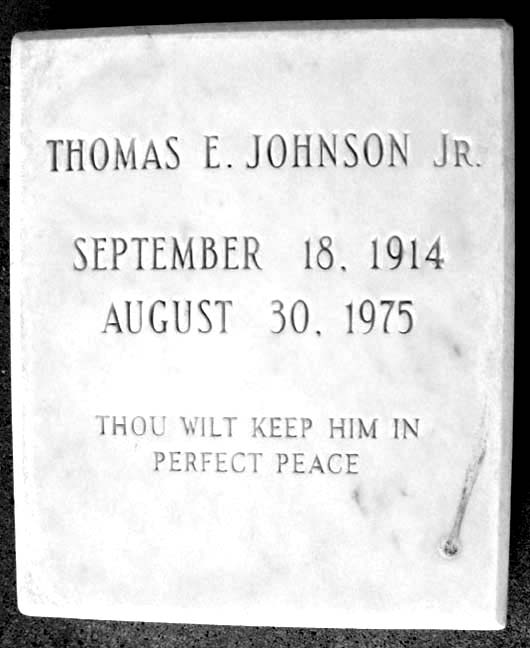 THOMAS E. JOHNSON JR.
SEPTEMBER 18, 1914
AUGUST 30, 1975
THOU WILT KEEP HIM IN
PERFECT PEACE